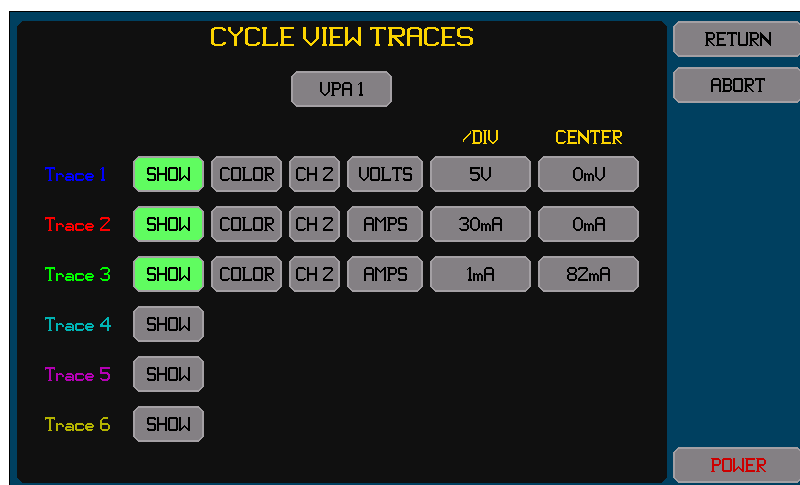 CYCLE VIEW TRACES
RETURN
VPA 1
ABORT
/DIV CENTER
Trace 1 SHOW COLOR CH 2 VOLTS 5V 0mV
Trace 2 SHOW COLOR CH 2 AMPS 30mA 0mA
Trace 3 SHOW COLOR CH 2 AMPS 1mA 82mA
Trace 4 SHOW
Trace 5 SHOW
Trace 6 SHOW
POWER